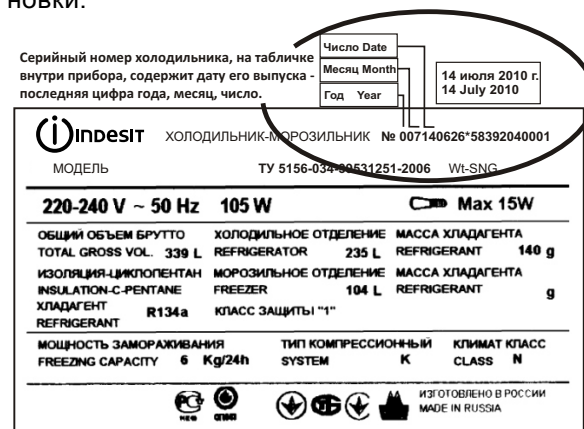 новки.
Серийный номер холодильника, на табличке
внутри прибора, содержит дату его выпуска -
последняя цифра года, месяц, число.
Число Date
Месяц Month
Год Year
14 июля 2010 г.
14 July 2010
indesit ХОЛОДИЛЬНИК-МОРОЗИЛЬНИК № 007140626*58392040001
МОДЕЛЬ ТУ 5156-034-39531251-2006 Wt-SNG
220-240 V ~ 50 Hz 105 W Max 15W
ОБЩИЙ ОБЪЕМ БРУТТО ХОЛОДИЛЬНОЕ ОТДЕЛЕНИЕ МАССА ХЛАДАГЕНТА
TOTAL GROSS VOL. 339 L REFRIGERATOR 235 L REFRIGERANT 140 g
ИЗОЛЯЦИЯ-ЦИКЛОПЕНТАН МОРОЗИЛЬНОЕ ОТДЕЛЕНИЕ МАССА ХЛАДАГЕНТА
INSULATION-C-PENTANE FREEZER 104 L REFRIGERANT g
ХЛАДАГЕНТ R134a КЛАСС ЗАЩИТЫ "1"
REFRIGERANT
МОЩНОСТЬ ЗАМОРАЖИВАНИЯ ТИП КОМПРЕССИОННЫЙ КЛИМАТ КЛАСС
FREEZING CAPACITY 6 Kg/24h SYSTEM K CLASS N
ИЗГОТОВЛЕНО В РОССИИ
MADE IN RUSSIA